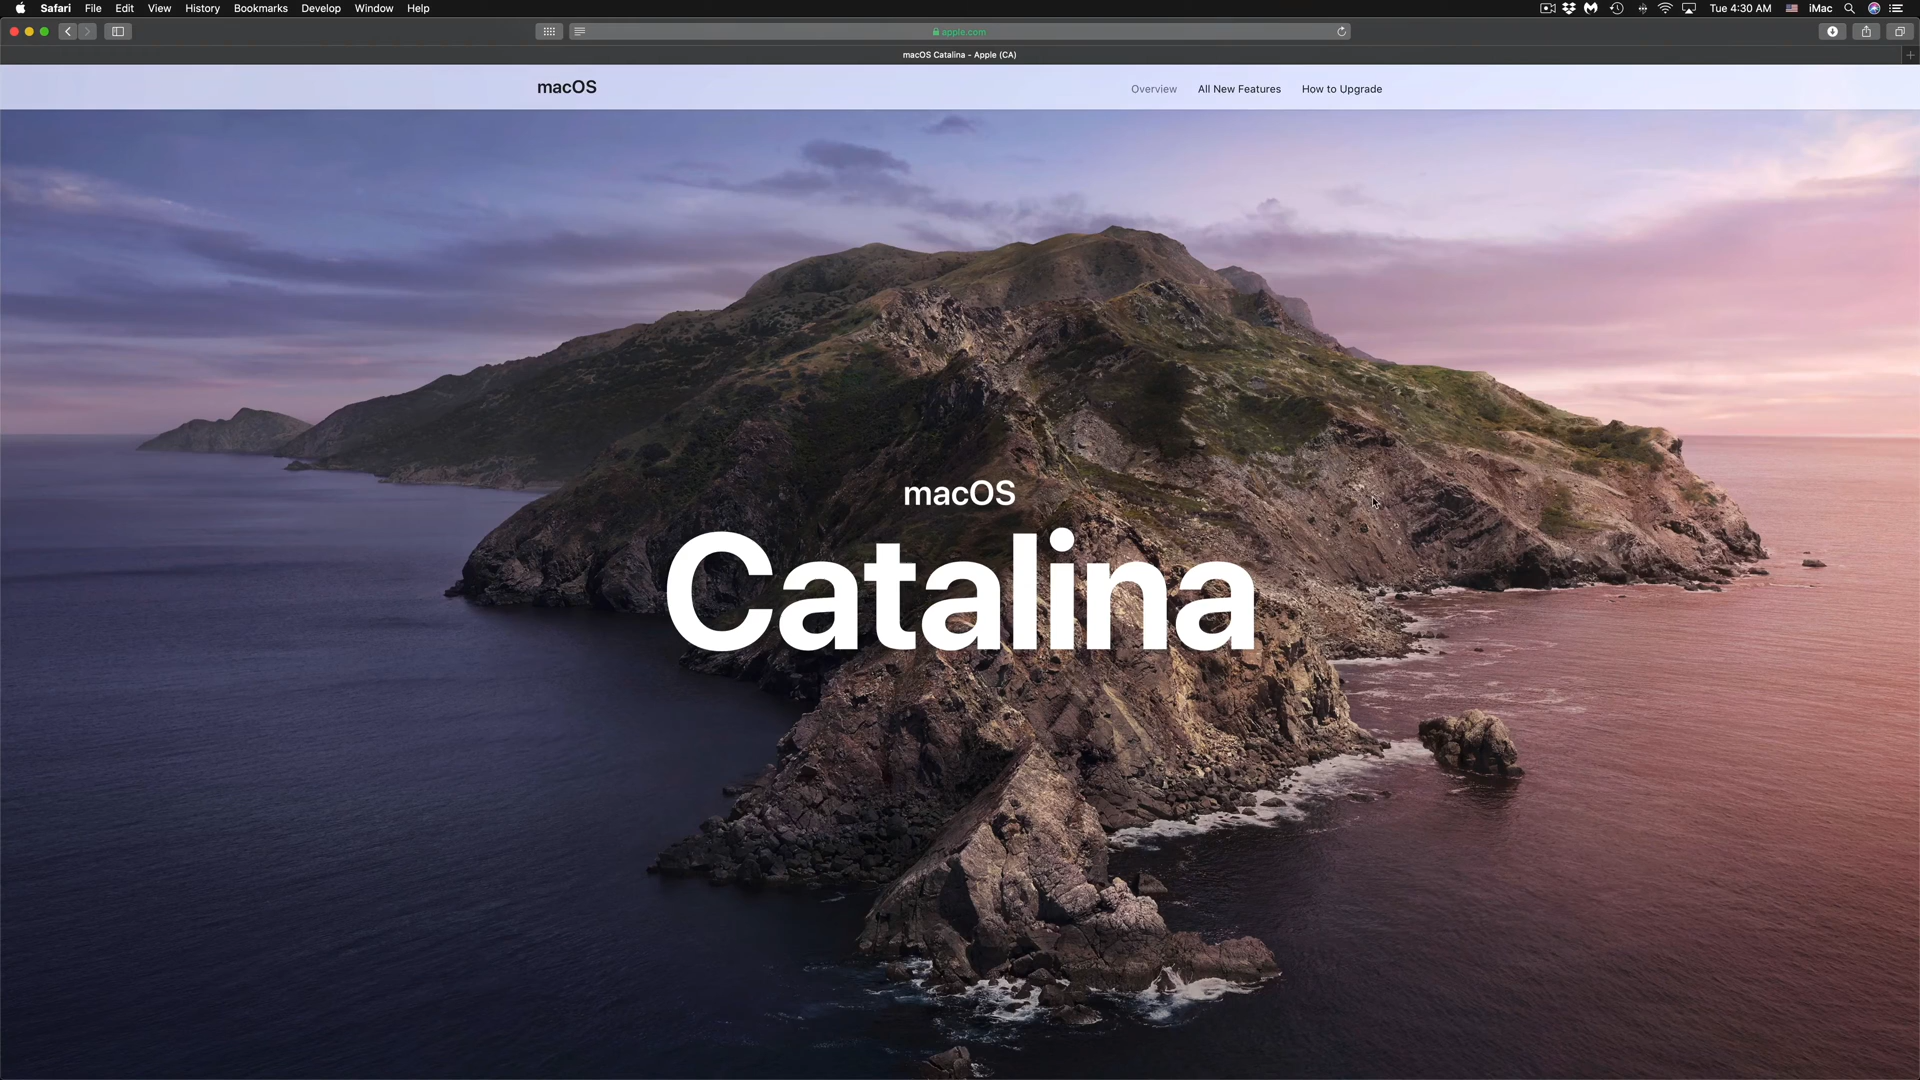 Safari File Edit View History Bookmarks Develop Window Help Tue 4:30 AM iMac
apple.com
macOS Catalina - Apple (CA)
macOS Overview All New Features How to Upgrade
macOS
Catalina